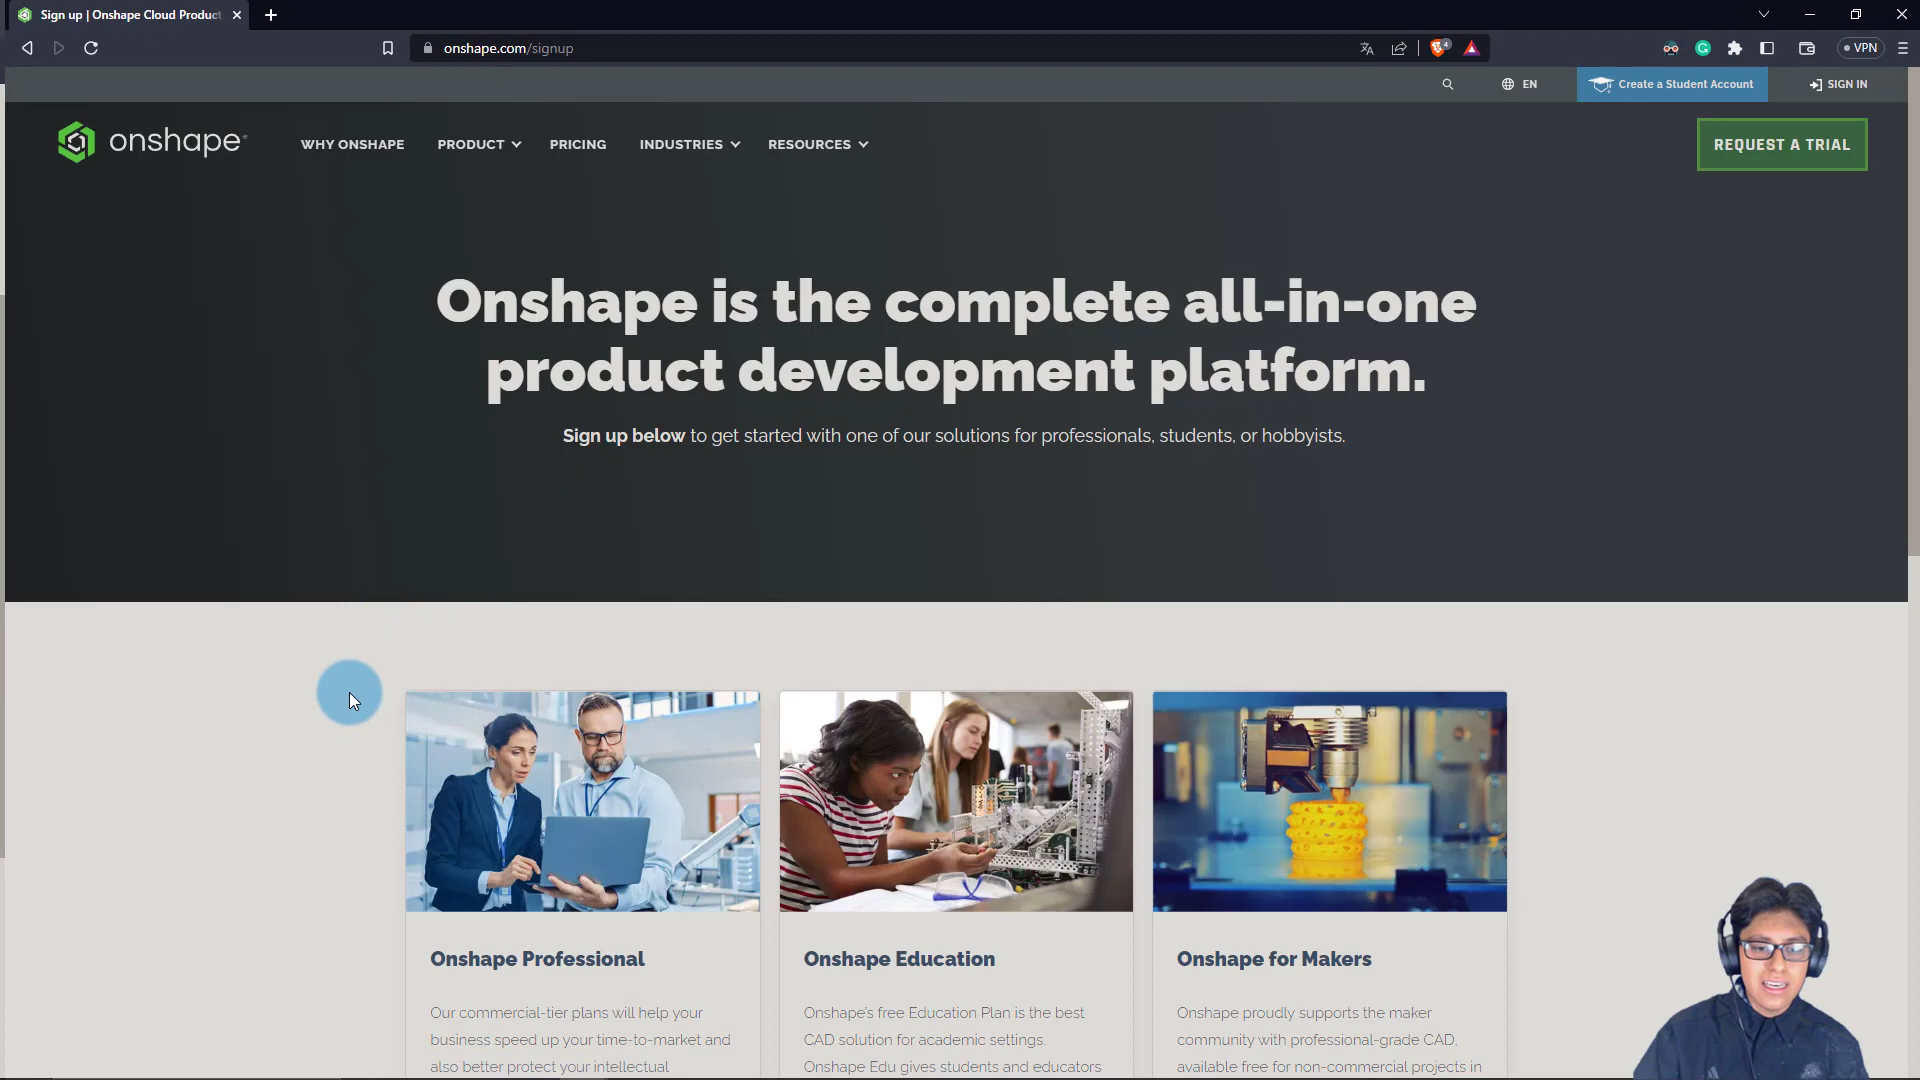 Sign up | Onshape Cloud Product
onshape.com/signup
4
VPN
EN
Create a Student Account
SIGN IN
onshape
WHY ONSHAPE
PRODUCT
PRICING
INDUSTRIES
RESOURCES
REQUEST A TRIAL
Onshape is the complete all-in-one
product development platform.
Sign up below to get started with one of our solutions for professionals, students, or hobbyists.
Onshape Professional
Our commercial-tier plans will help your
business speed up your time-to-market and
also better protect your intellectual
Onshape Education
Onshape's free Education Plan is the best
CAD solution for academic settings.
Onshape Edu gives students and educators
Onshape for Makers
Onshape proudly supports the maker
community with professional-grade CAD,
available free for non-commercial projects in